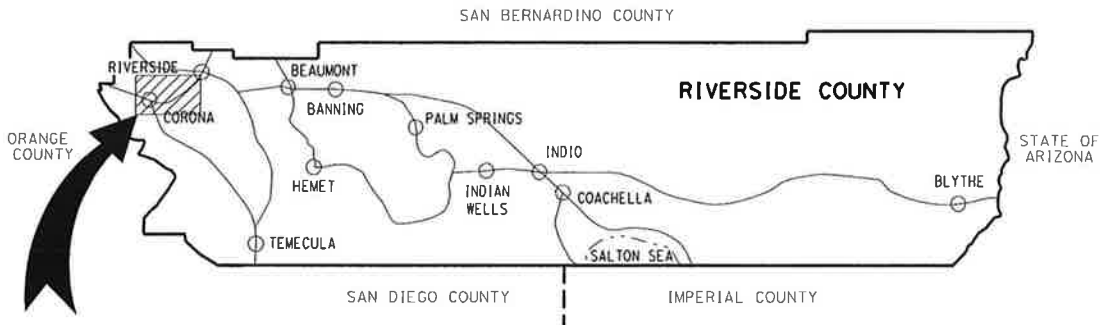 SAN BERNARDINO COUNTY
RIVERSIDE
BEAUMONT
RIVERSIDE COUNTY
CORONA
BANNING
PALM SPRINGS
ORANGE
COUNTY
STATE OF
ARIZONA
INDIO
HEMET
INDIAN
WELLS
COACHELLA
BLYTHE
TEMECULA
SALTON SEA
SAN DIEGO COUNTY
IMPERIAL COUNTY